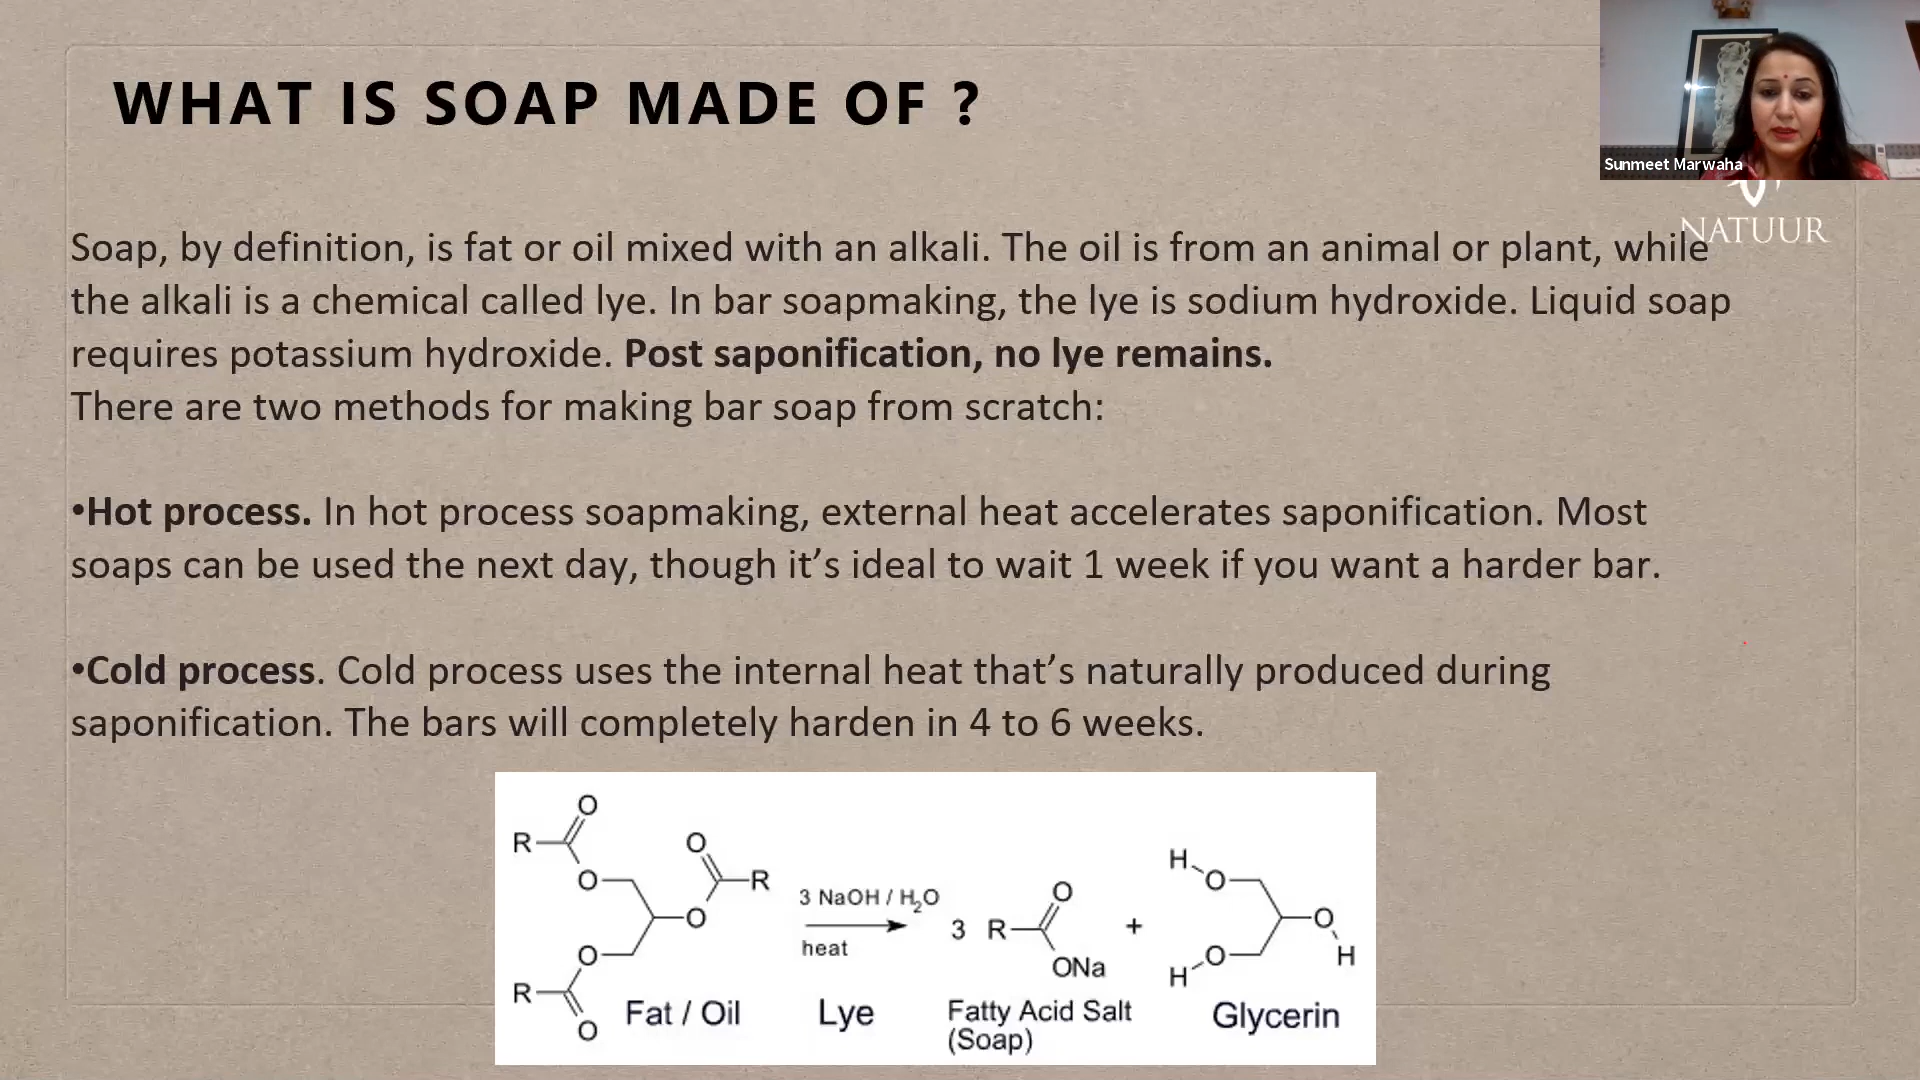 WHAT IS SOAP MADE OF ?
Sunmeet Marwaha
NATUUR
Soap, by definition, is fat or oil mixed with an alkali. The oil is from an animal or plant, while
the alkali is a chemical called lye. In bar soapmaking, the lye is sodium hydroxide. Liquid soap
requires potassium hydroxide. Post saponification, no lye remains.
There are two methods for making bar soap from scratch:
•Hot process. In hot process soapmaking, external heat accelerates saponification. Most
soaps can be used the next day, though it’s ideal to wait 1 week if you want a harder bar.
•Cold process. Cold process uses the internal heat that’s naturally produced during
saponification. The bars will completely harden in 4 to 6 weeks.
O
R
O
O
R
O
O
R
O
3 NaOH / H₂O
heat
3 R
O
ONa
+
H
O
O
H
O
H
Fat / Oil
Lye
Fatty Acid Salt
(Soap)
Glycerin